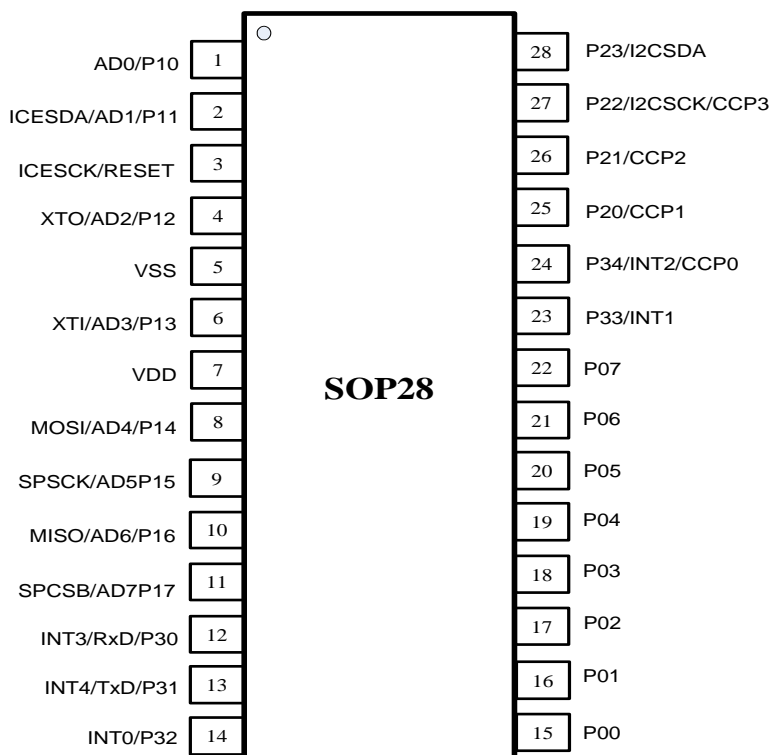 AD0/P10 1 28 P23/I2CSDA
ICESDA/AD1/P11 2 27 P22/I2CSCK/CCP3
ICESCK/RESET 3 26 P21/CCP2
XTO/AD2/P12 4 25 P20/CCP1
VSS 5 24 P34/INT2/CCP0
XTI/AD3/P13 6 23 P33/INT1
VDD 7 22 P07
SOP28
MOSI/AD4/P14 8 21 P06
SPSCK/AD5P15 9 20 P05
MISO/AD6/P16 10 19 P04
SPCSB/AD7P17 11 18 P03
INT3/RxD/P30 12 17 P02
INT4/TxD/P31 13 16 P01
INT0/P32 14 15 P00